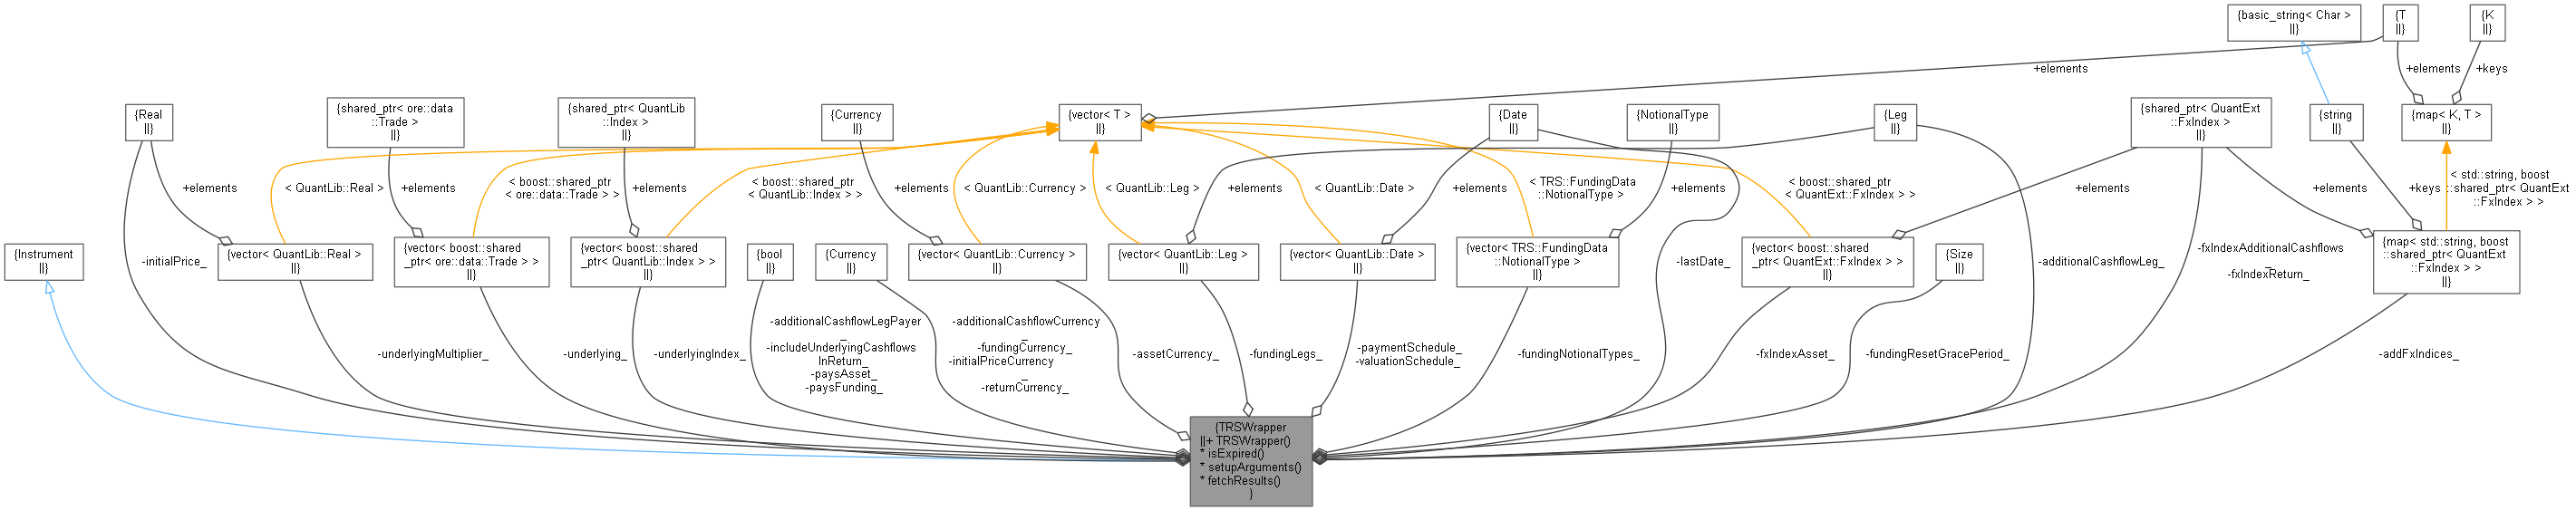 {basic_string< Char >
||}
{T
||}
{K
||}
+elements
+elements
+keys
{Real
||}
{shared_ptr< ore::data
::Trade >
||}
{shared_ptr< QuantLib
::Index >
||}
{Currency
||}
{vector< T >
||}
{Date
||}
{NotionalType
||}
{Leg
||}
{shared_ptr< QuantExt
::FxIndex >
||}
{string
||}
{map< K, T >
||}
+elements
< QuantLib::Real >
+elements
< boost::shared_ptr
< ore::data::Trade > >
+elements
< boost::shared_ptr
< QuantLib::Index > >
+elements
< QuantLib::Currency >
< QuantLib::Leg >
+elements
< QuantLib::Date >
+elements
< TRS::FundingData
::NotionalType >
+elements
< boost::shared_ptr
< QuantExt::FxIndex > >
+elements
+elements
+keys
< std::string, boost
::shared_ptr< QuantExt
::FxIndex > >
{Instrument
||}
-initialPrice_
{vector< QuantLib::Real >
||}
{vector< boost::shared
_ptr< ore::data::Trade > >
||}
{vector< boost::shared
_ptr< QuantLib::Index > >
||}
{bool
||}
{Currency
||}
{vector< QuantLib::Currency >
||}
{vector< QuantLib::Leg >
||}
{vector< QuantLib::Date >
||}
{vector< TRS::FundingData
::NotionalType >
||}
-lastDate_
{vector< boost::shared
_ptr< QuantExt::FxIndex > >
||}
{Size
||}
-additionalCashflowLeg_
-fxIndexAdditionalCashflows
_
-fxIndexReturn_
{map< std::string, boost
::shared_ptr< QuantExt
::FxIndex > >
||}
-underlyingMultiplier_
-underlying_
-underlyingIndex_
-additionalCashflowLegPayer
_
-includeUnderlyingCashflows
InReturn_
-paysAsset_
-paysFunding_
-additionalCashflowCurrency
_
-fundingCurrency_
-initialPriceCurrency
_
-returnCurrency_
-assetCurrency_
-fundingLegs_
-paymentSchedule_
-valuationSchedule_
-fundingNotionalTypes_
-fxIndexAsset_
-fundingResetGracePeriod_
-addFxIndices_
{TRSWrapper
||+ TRSWrapper()
* isExpired()
* setupArguments()
* fetchResults()
}